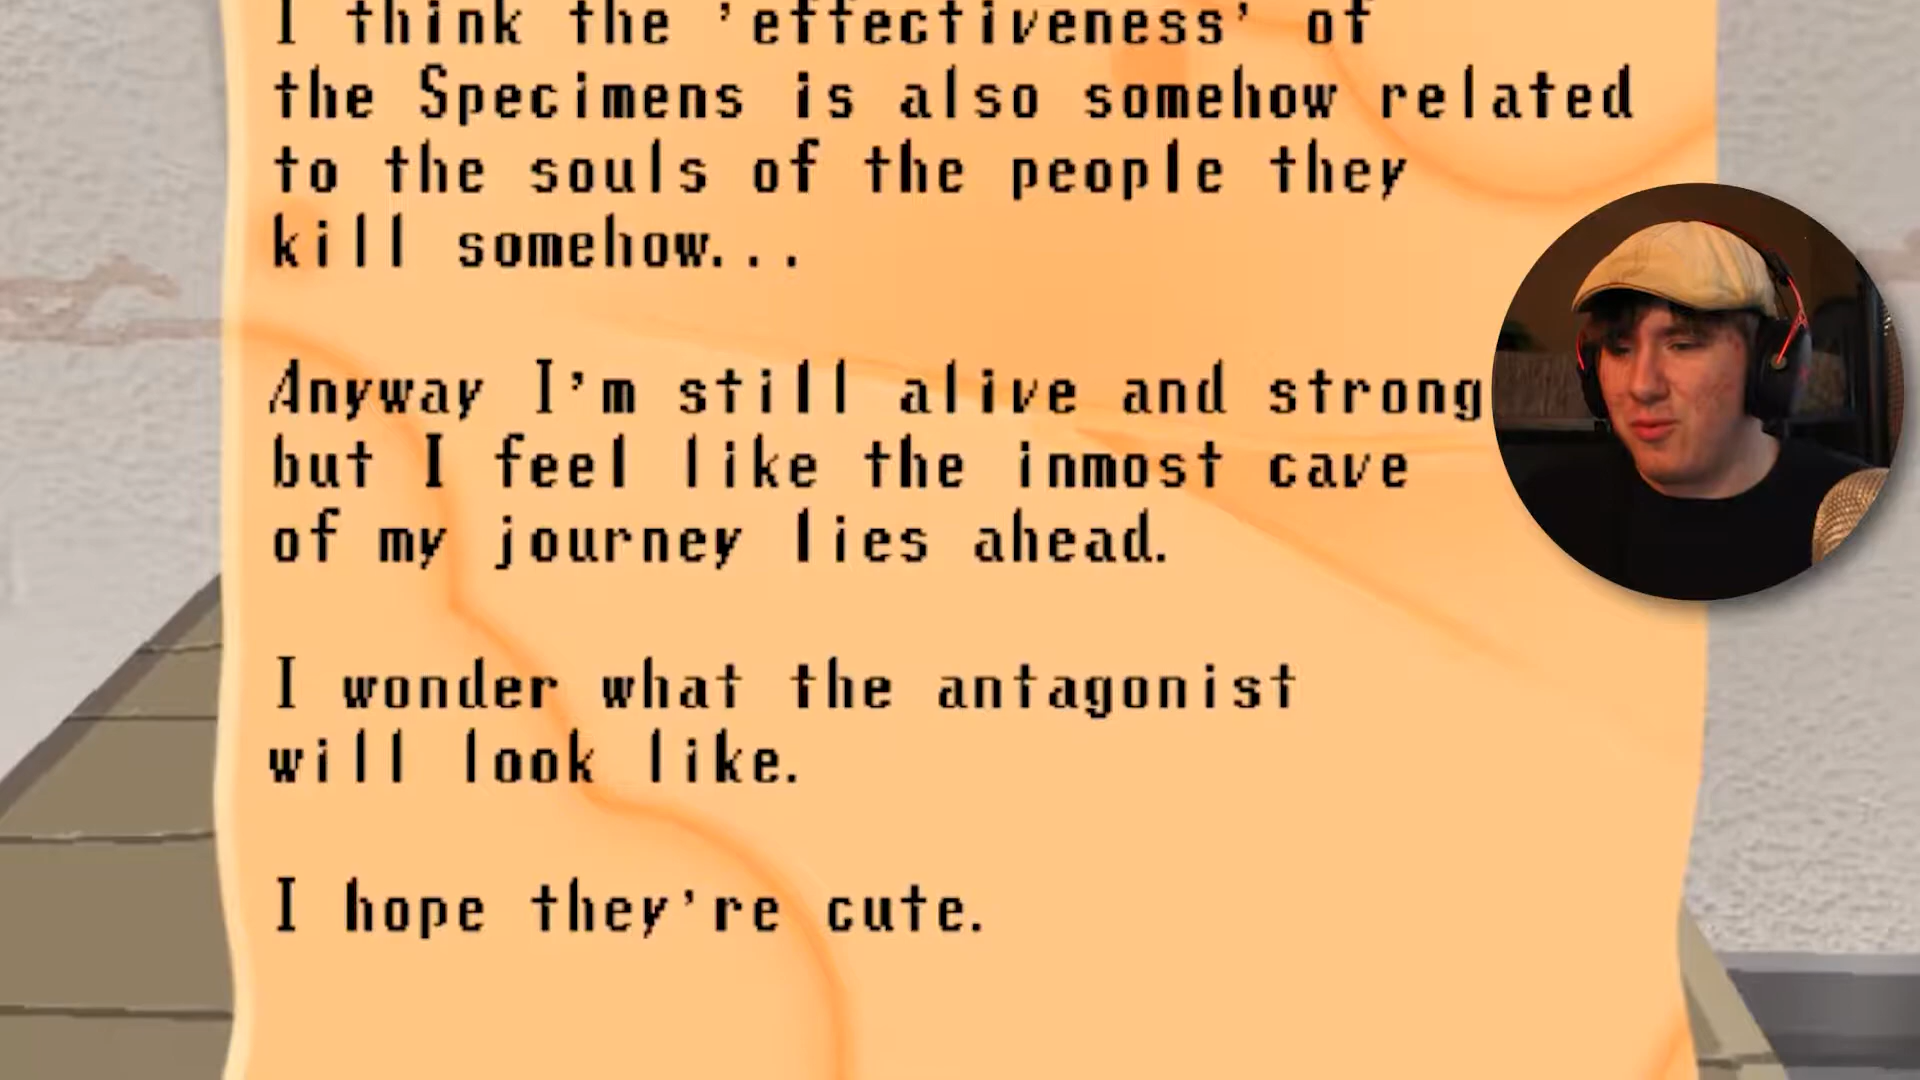 I think the 'effectiveness' of
the Specimens is also somehow related
to the souls of the people they
kill somehow...
Anyway I'm still alive and strong
but I feel like the inmost cave
of my journey lies ahead.
I wonder what the antagonist
will look like.
I hope they're cute.